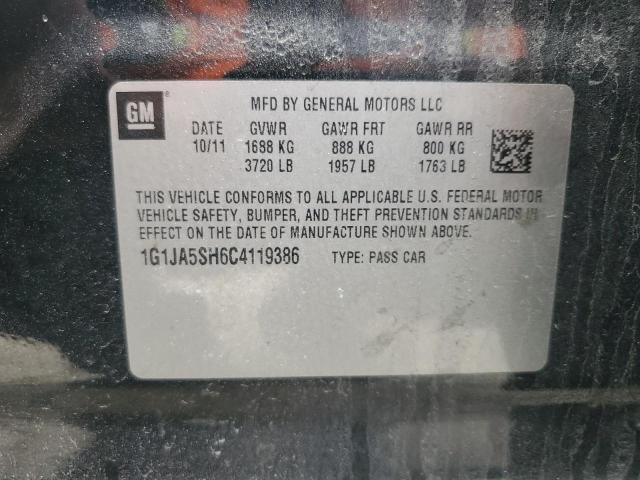 GM
MFD BY GENERAL MOTORS LLC
DATE GVWR GAWR FRT GAWR RR
10/11 1688 KG 888 KG 800 KG
3720 LB 1957 LB 1763 LB
THIS VEHICLE CONFORMS TO ALL APPLICABLE U.S. FEDERAL MOTOR
VEHICLE SAFETY, BUMPER, AND THEFT PREVENTION STANDARDS IN
EFFECT ON THE DATE OF MANUFACTURE SHOWN ABOVE.
1G1JA5SH6C4119386 TYPE: PASS CAR